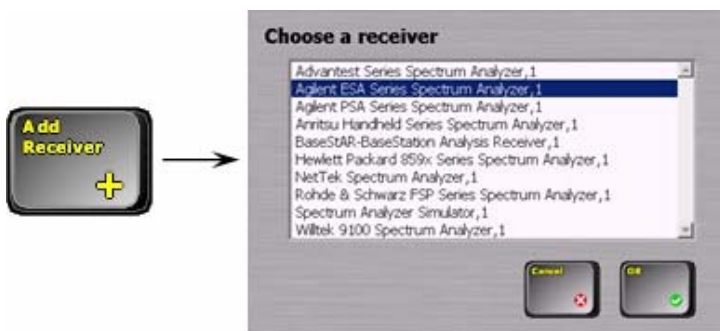 Add
Receiver
Choose a receiver
Advantest Series Spectrum Analyzer,1
Agilent ESA Series Spectrum Analyzer,1
Agilent PSA Series Spectrum Analyzer,1
Anritsu Handheld Series Spectrum Analyzer,1
BaseStAR-BaseStation Analysis Receiver,1
Hewlett Packard 859x Series Spectrum Analyzer,1
NetTek Spectrum Analyzer,1
Rohde & Schwarz FSP Series Spectrum Analyzer,1
Spectrum Analyzer Simulator,1
Willtek 9100 Spectrum Analyzer,1
Cancel
OK